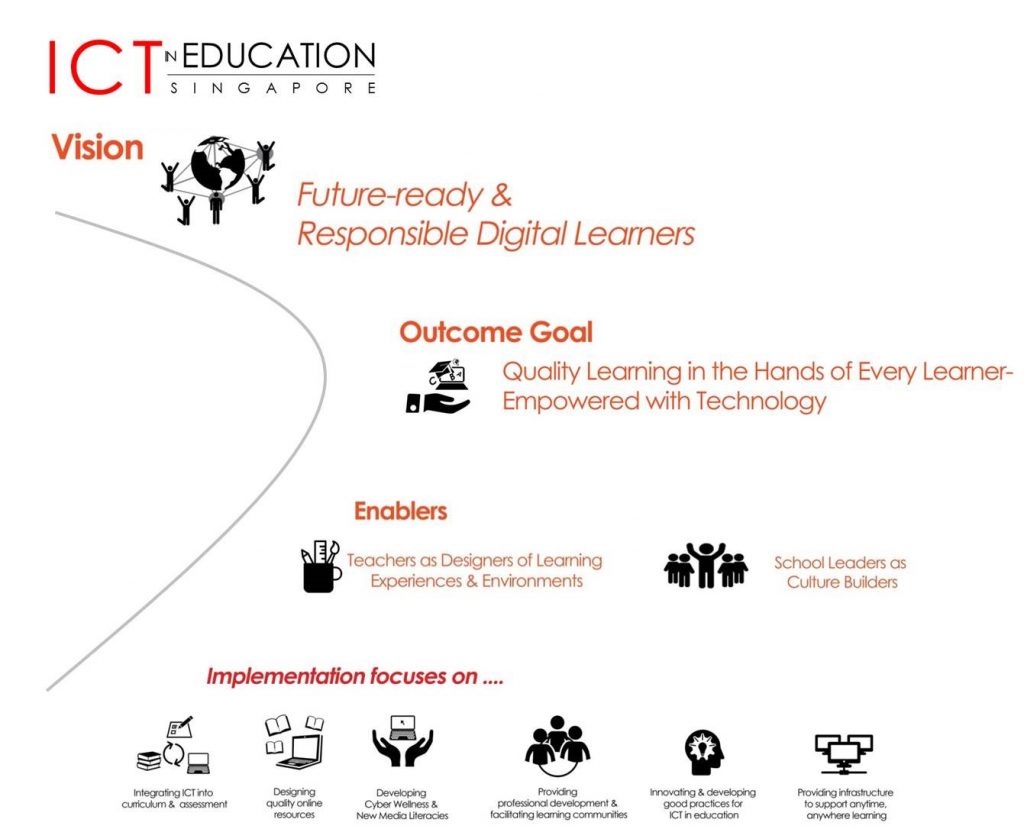 ICT IN EDUCATION
SINGAPORE
Vision
Future-ready &
Responsible Digital Learners
Outcome Goal
Quality Learning in the Hands of Every Learner-
Empowered with Technology
Enablers
Teachers as Designers of Learning
Experiences & Environments
School Leaders as
Culture Builders
Implementation focuses on ....
Integrating ICT into
curriculum & assessment
Designing
quality online
resources
Developing
Cyber Wellness &
New Media Literacies
Providing
professional development &
facilitating learning communities
Innovating & developing
good practices for
ICT in education
Providing infrastructure
to support anytime,
anywhere learning